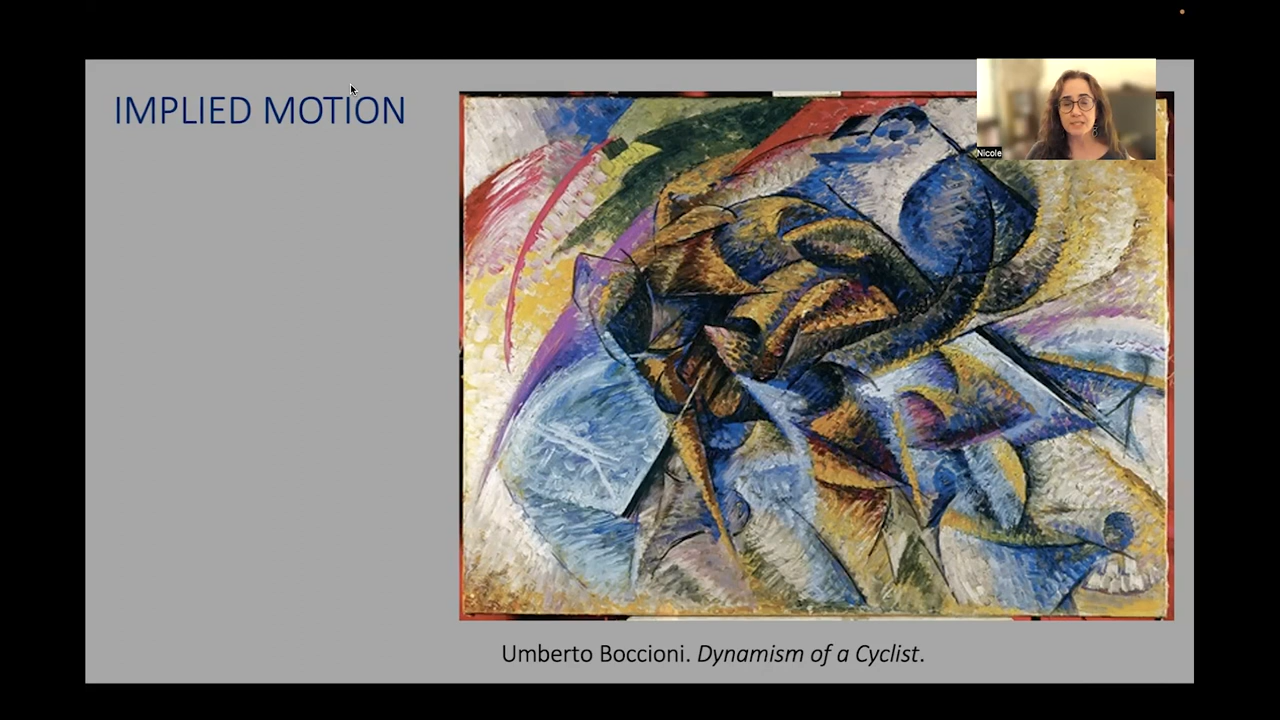 IMPLIED MOTION
Nicole
Umberto Boccioni. Dynamism of a Cyclist.